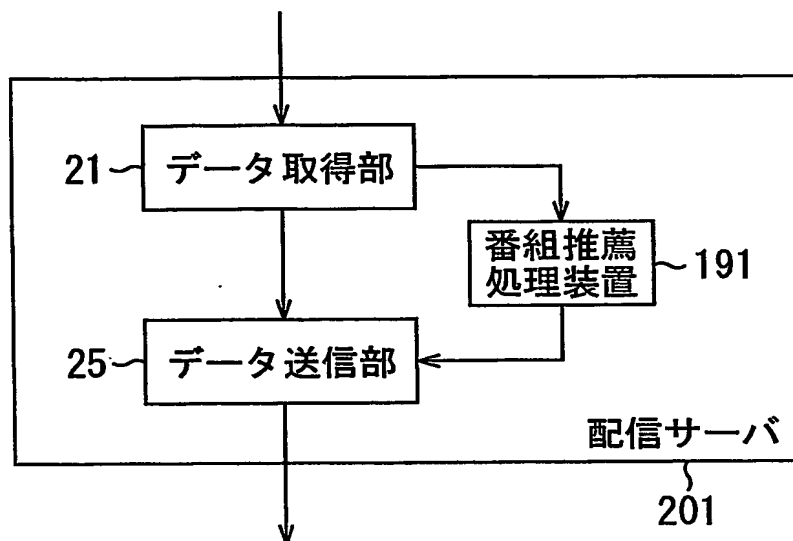 21
データ取得部
番組推薦
処理装置
191
25
データ送信部
配信サーバ
201